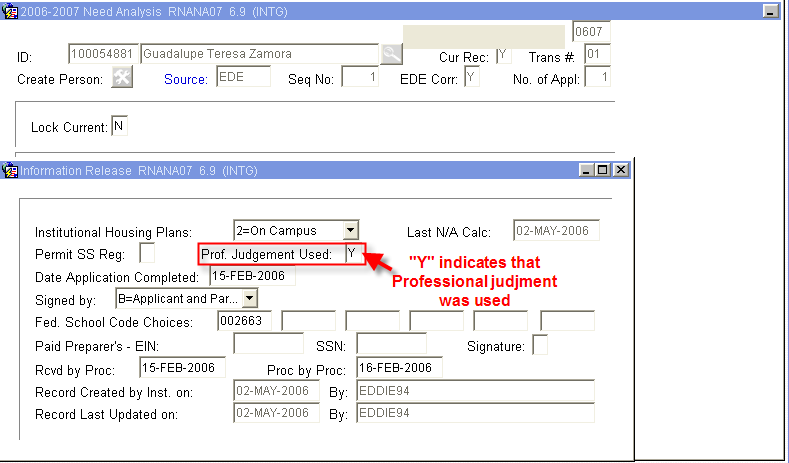 2006-2007 Need Analysis RNANA07 6.9 (INTG)
0607
ID: 100054881 Guadalupe Teresa Zamora Cur Rec: Y Trans #: 01
Create Person: Source: EDE Seq No: 1 EDE Corr: Y No. of Appl: 1
Lock Current: N
Information Release RNANA07 6.9 (INTG)
Institutional Housing Plans: 2=On Campus Last N/A Calc: 02-MAY-2006
Permit SS Reg: Prof. Judgement Used: Y
"Y" indicates that
Professional judjment
was used
Date Application Completed: 15-FEB-2006
Signed by: B=Applicant and Par...
Fed. School Code Choices: 002663
Paid Preparer's - EIN: SSN: Signature:
Rcvd by Proc: 15-FEB-2006 Proc by Proc: 16-FEB-2006
Record Created by Inst. on: 02-MAY-2006 By: EDDIE94
Record Last Updated on: 02-MAY-2006 By: EDDIE94